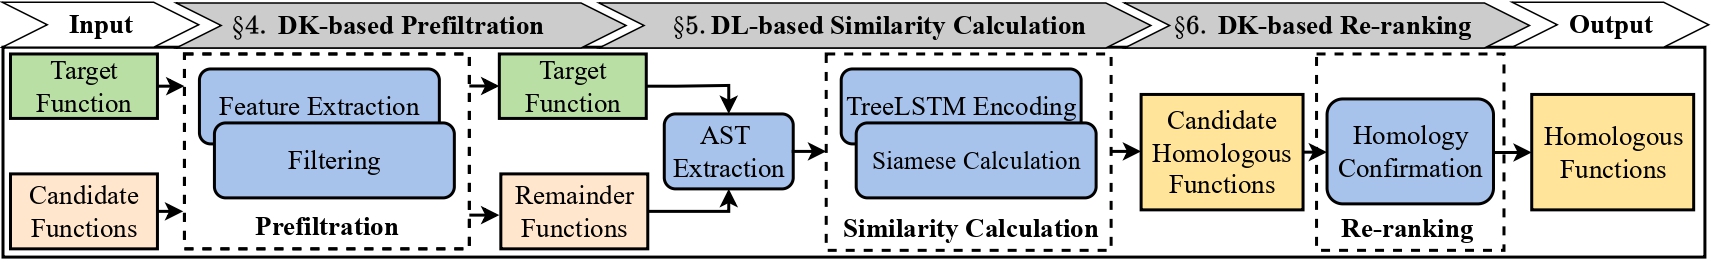 Input
§4. DK-based Prefiltration
§5. DL-based Similarity Calculation
§6. DK-based Re-ranking
Output
Target
Function
Candidate
Functions
Feature Extraction
Filtering
Prefiltration
Target
Function
Remainder
Functions
AST
Extraction
TreeLSTM Encoding
Siamese Calculation
Similarity Calculation
Candidate
Homologous
Functions
Homology
Confirmation
Re-ranking
Homologous
Functions